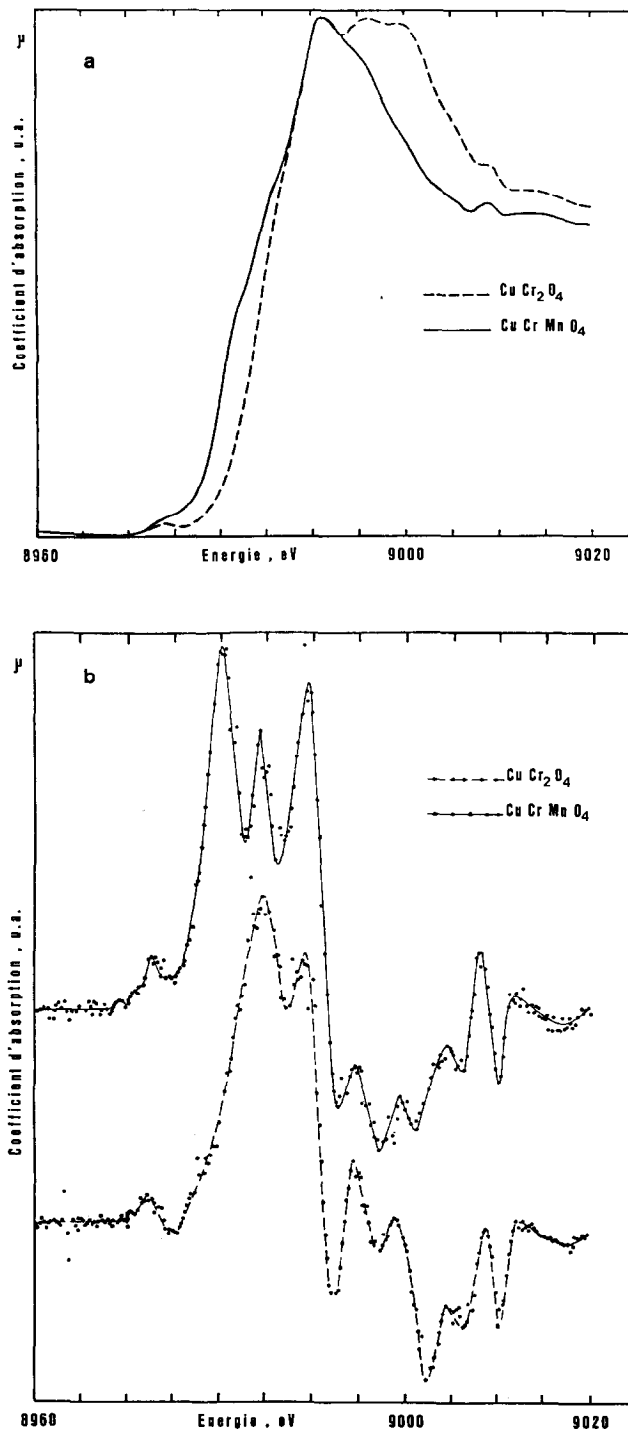 μ
a
Coefficient d'absorption , u.a.
Cu Cr2 O4
Cu Cr Mn O4
8960 Energie , eV 9000 9020
μ
b
Coefficient d'absorption , u.a.
Cu Cr2 O4
Cu Cr Mn O4
8960 Energie , eV 9000 9020